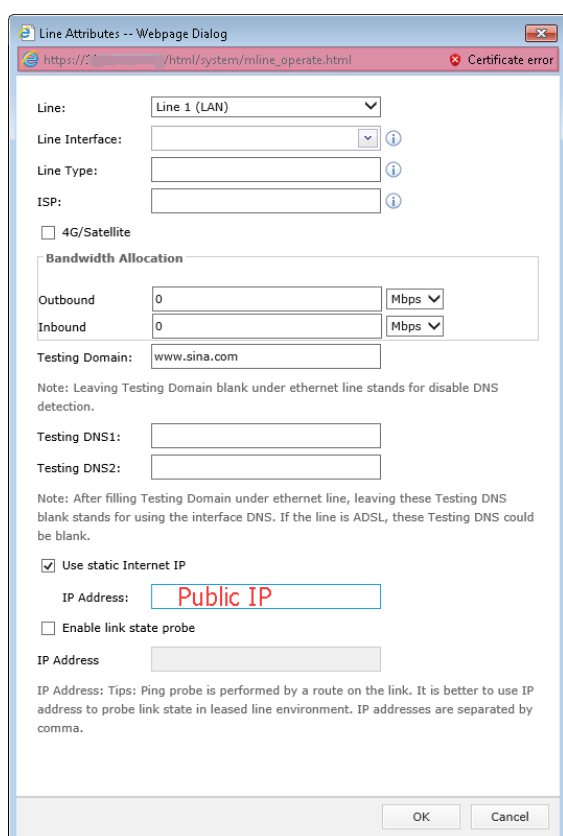 Line Attributes -- Webpage Dialog
https:// /html/system/mline_operate.html Certificate error
Line: Line 1 (LAN)
Line Interface:
Line Type:
ISP:
4G/Satellite
Bandwidth Allocation
Outbound 0 Mbps
Inbound 0 Mbps
Testing Domain: www.sina.com
Note: Leaving Testing Domain blank under ethernet line stands for disable DNS
detection.
Testing DNS1:
Testing DNS2:
Note: After filling Testing Domain under ethernet line, leaving these Testing DNS
blank stands for using the interface DNS. If the line is ADSL, these Testing DNS could
be blank.
Use static Internet IP
IP Address: Public IP
Enable link state probe
IP Address
IP Address: Tips: Ping probe is performed by a route on the link. It is better to use IP
address to probe link state in leased line environment. IP addresses are separated by
comma.
OK Cancel